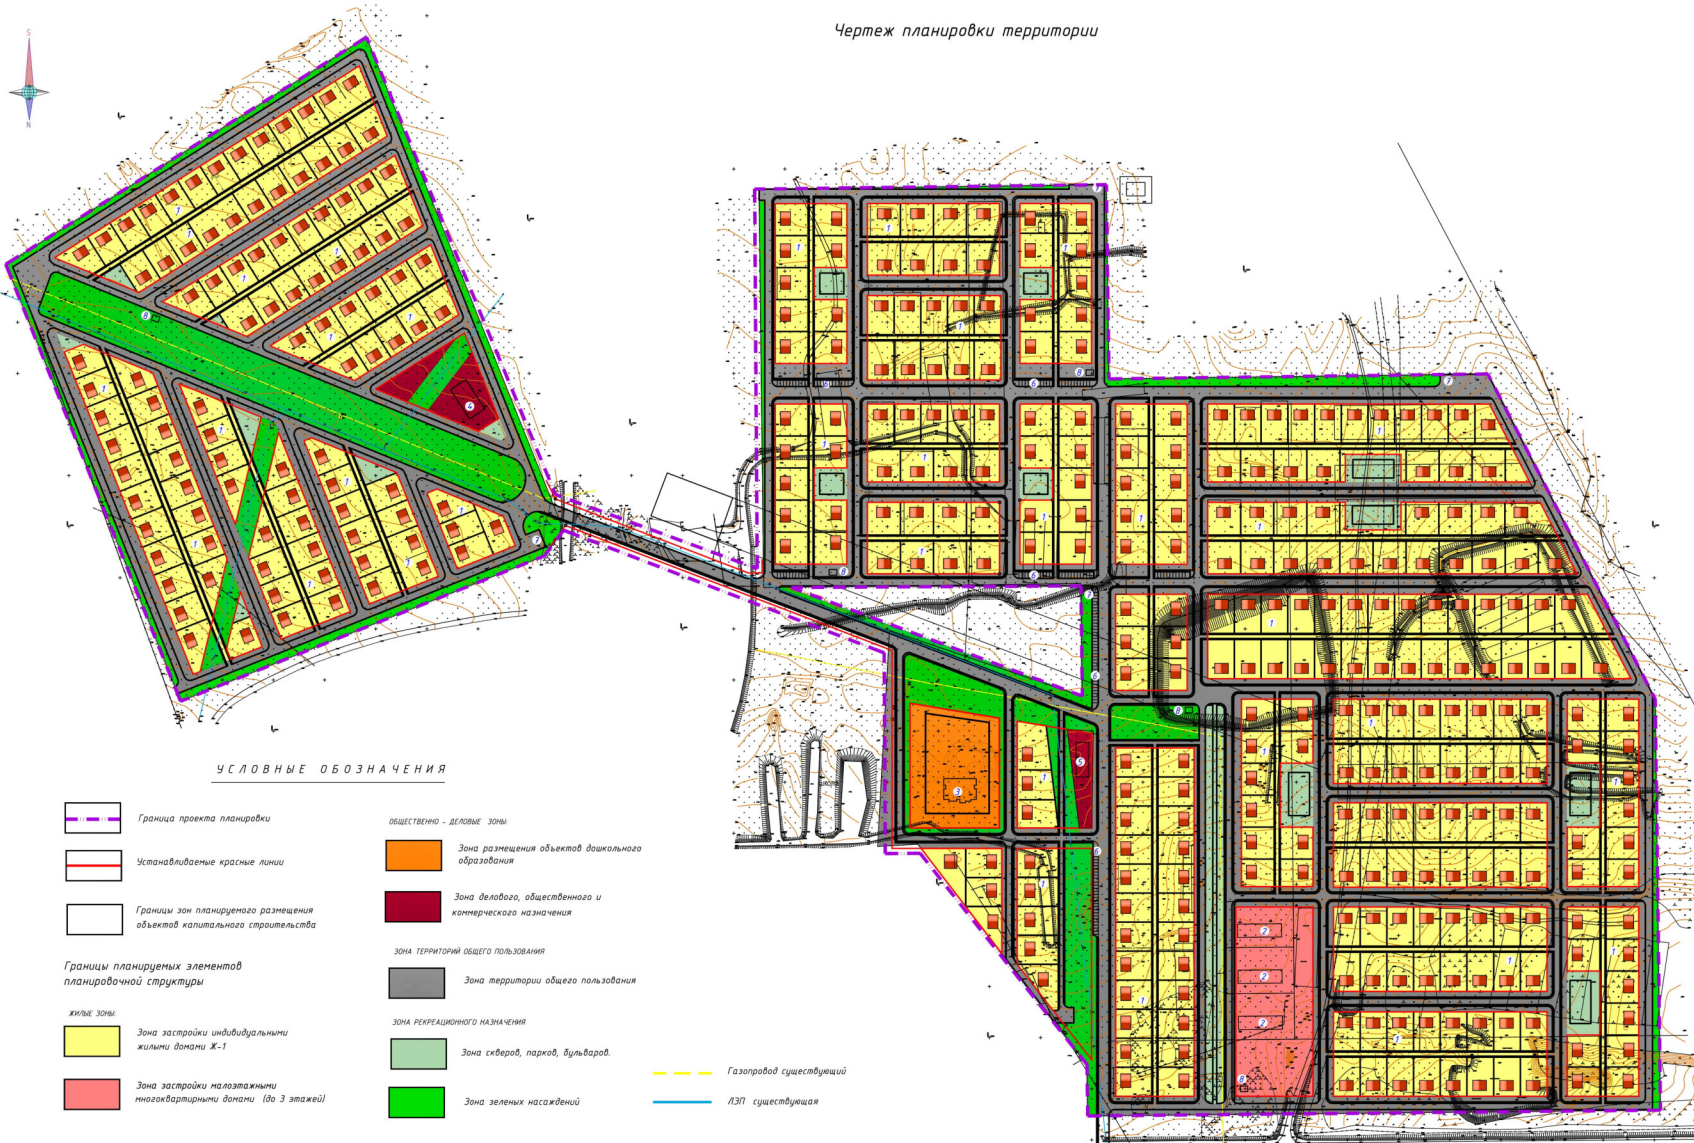 Чертеж планировки территории
S
N
УСЛОВНЫЕ ОБОЗНАЧЕНИЯ
Граница проекта планировки
Устанавливаемые красные линии
Границы зон планируемого размещения
объектов капитального строительства
Границы планируемых элементов
планировочной структуры
ЖИЛЫЕ ЗОНЫ:
Зона застройки индивидуальными
жилыми домами Ж-1
Зона застройки малоэтажными
многоквартирными домами (до 3 этажей)
ОБЩЕСТВЕННО - ДЕЛОВЫЕ ЗОНЫ:
Зона размещения объектов дошкольного
образования
Зона делового, общественного и
коммерческого назначения
ЗОНА ТЕРРИТОРИЙ ОБЩЕГО ПОЛЬЗОВАНИЯ
Зона территории общего пользования
ЗОНА РЕКРЕАЦИОННОГО НАЗНАЧЕНИЯ
Зона скверов, парков, бульваров.
Зона зеленых насаждений
Газопровод существующий
ЛЭП существующая